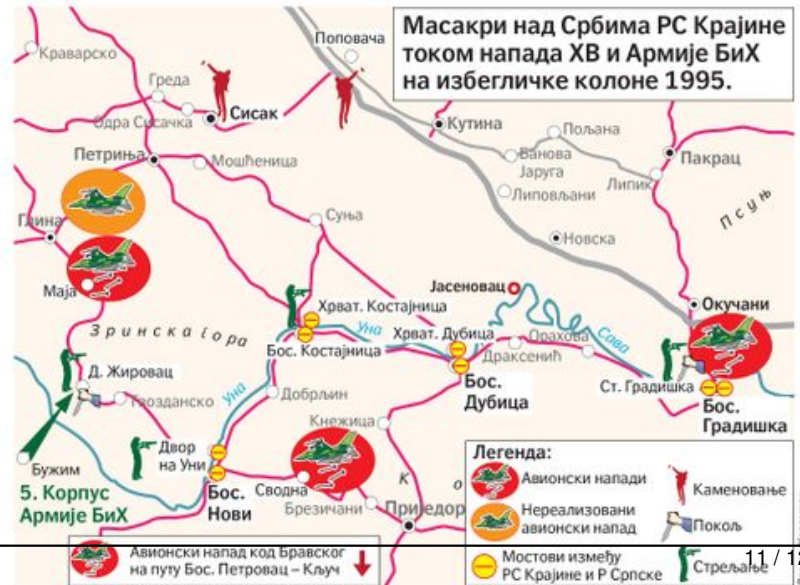 Масакри над Србима РС Крајине
током напада ХВ и Армије БиХ
на избегличке колоне 1995.
Поповача
Краварско
Греда
Сисак
Одра Сисачка
Кутина
Пољана
Петриња
Мошћеница
Банова
Јаруга
Пакрац
Липик
Липовљани
Псуњ
Глина
Суња
Новска
Маја
Јасеновац
Окучани
Хрват. Костајница
Зринска гора
Уна
Хрват. Дубица
Орахова
Сава
Бос. Костајница
Драксенић
Д. Жировац
Бос.
Дубица
Ст. Градишка
Гвозданско
Уна
Добрљин
Бос.
Градишка
Кнежица
Двор
на Уни
Бужим
5. Корпус
Армије БиХ
Бос.
Нови
Сводна
Брезичани
Приједор
К о
Легенда:
Авионски напади
Каменовање
Нереализовани
авионски напад
Покољ
Мостови између
РС Крајине и Р Српске
Стрељање
Авионски напад код Бравског
на путу Бос. Петровац – Кључ
11 / 12